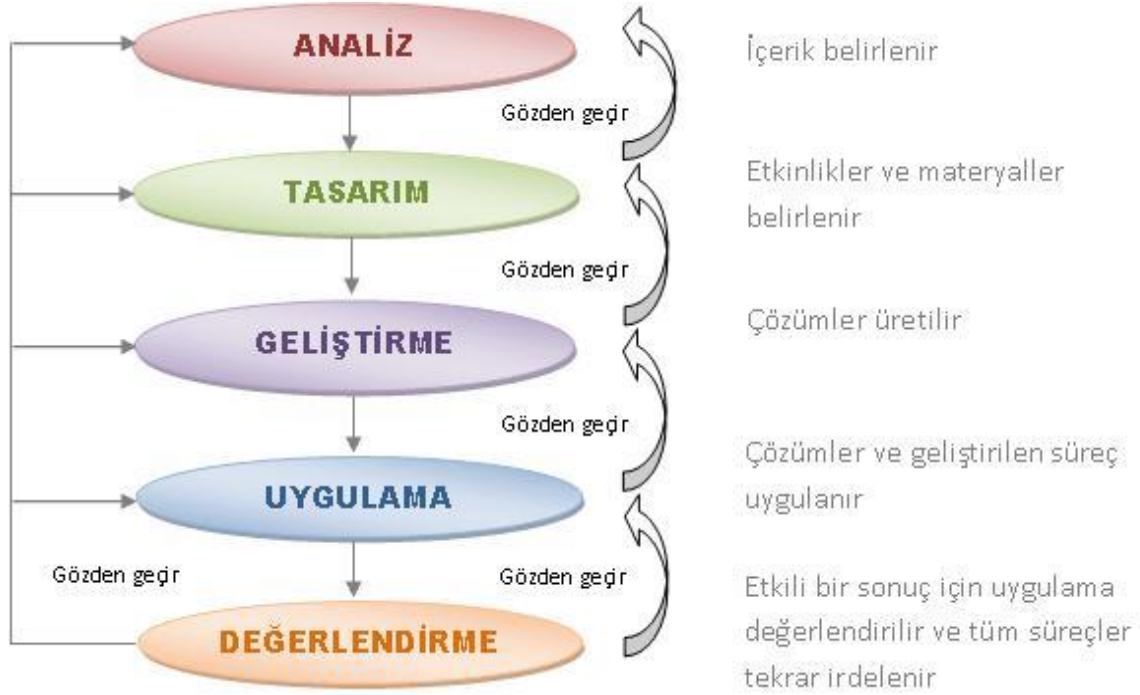 ANALİZ
İçerik belirlenir
Gözden geçir
TASARIM
Etkinlikler ve materyaller
belirlenir
Gözden geçir
GELİŞTİRME
Çözümler üretilir
Gözden geçir
UYGULAMA
Çözümler ve geliştirilen süreç
uygulanır
Gözden geçir
Gözden geçir
DEĞERLENDİRME
Etkili bir sonuç için uygulama
değerlendirilir ve tüm süreçler
tekrar irdelenir